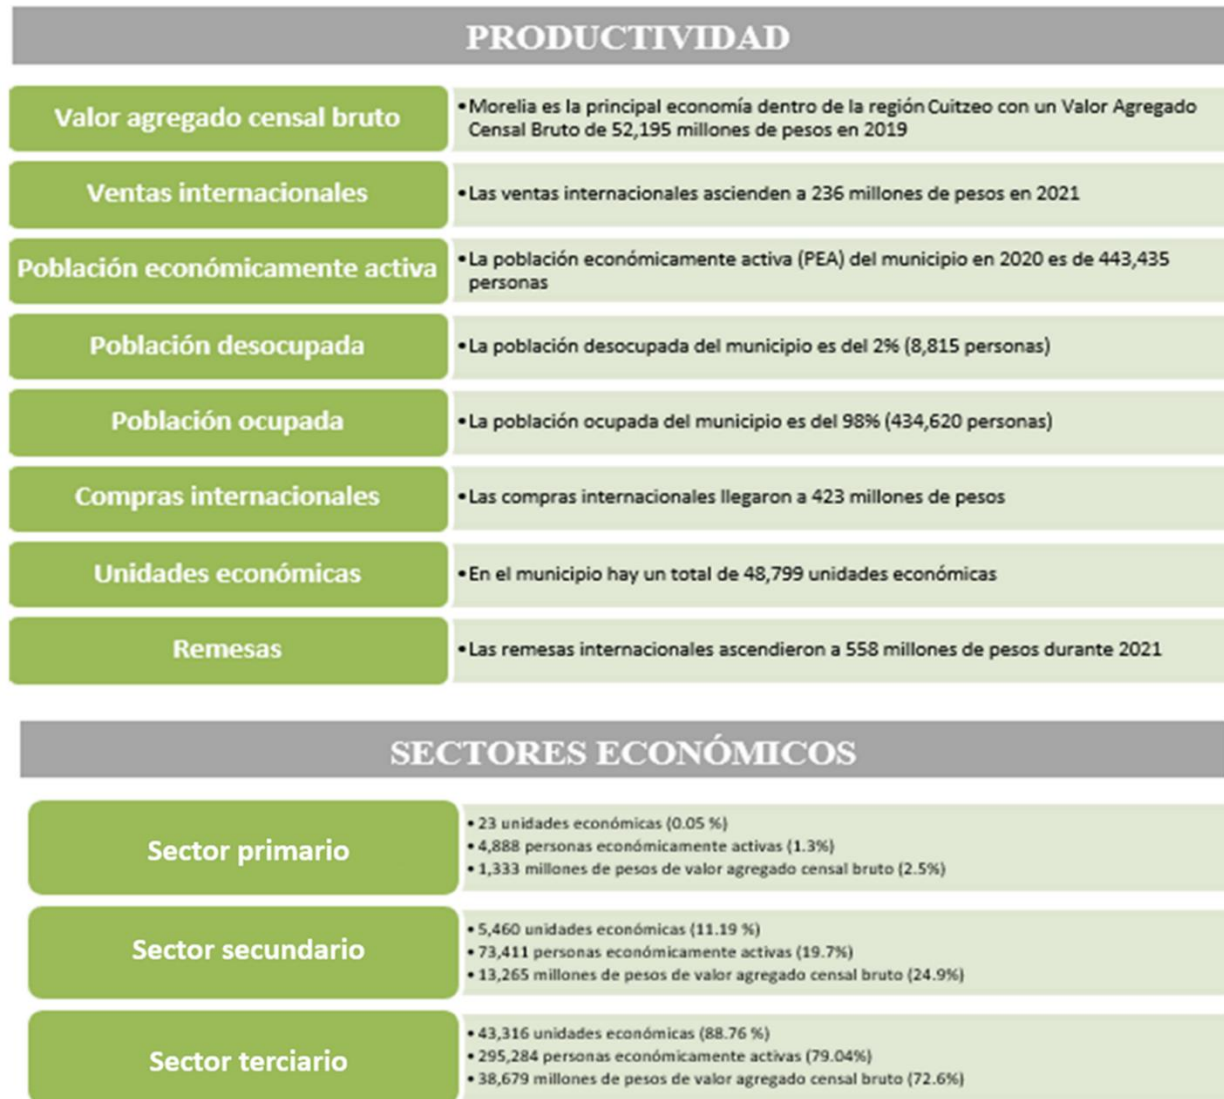 PRODUCTIVIDAD
Valor agregado censal bruto
•Morelia es la principal economía dentro de la región Cuitzeo con un Valor Agregado
Censal Bruto de 52,195 millones de pesos en 2019
Ventas internacionales
•Las ventas internacionales ascienden a 236 millones de pesos en 2021
Población económicamente activa
•La población económicamente activa (PEA) del municipio en 2020 es de 443,435
personas
Población desocupada
•La población desocupada del municipio es del 2% (8,815 personas)
Población ocupada
•La población ocupada del municipio es del 98% (434,620 personas)
Compras internacionales
•Las compras internacionales llegaron a 423 millones de pesos
Unidades económicas
•En el municipio hay un total de 48,799 unidades económicas
Remesas
•Las remesas internacionales ascendieron a 558 millones de pesos durante 2021
SECTORES ECONÓMICOS
Sector primario
• 23 unidades económicas (0.05 %)
• 4,888 personas económicamente activas (1.3%)
• 1,333 millones de pesos de valor agregado censal bruto (2.5%)
Sector secundario
• 5,460 unidades económicas (11.19 %)
• 73,411 personas económicamente activas (19.7%)
• 13,265 millones de pesos de valor agregado censal bruto (24.9%)
Sector terciario
• 43,316 unidades económicas (88.76 %)
• 295,284 personas económicamente activas (79.04%)
• 38,679 millones de pesos de valor agregado censal bruto (72.6%)